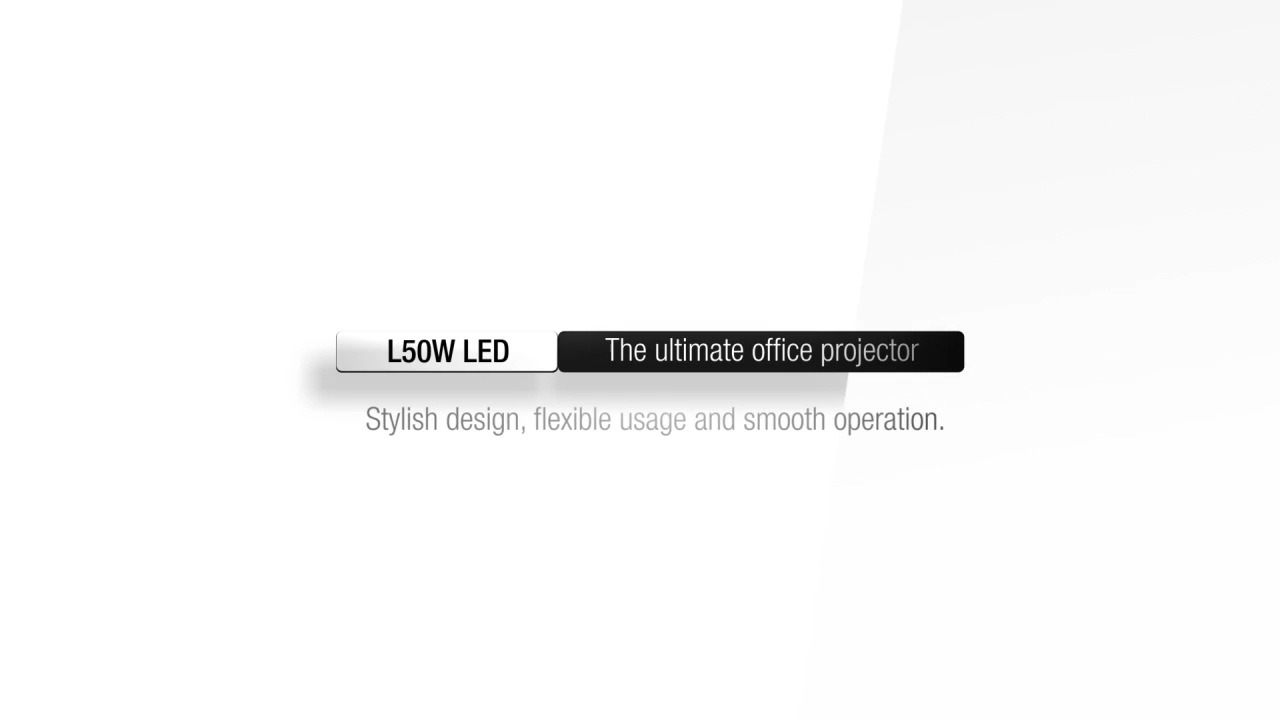 L50W LED The ultimate office projector
Stylish design, flexible usage and smooth operation.